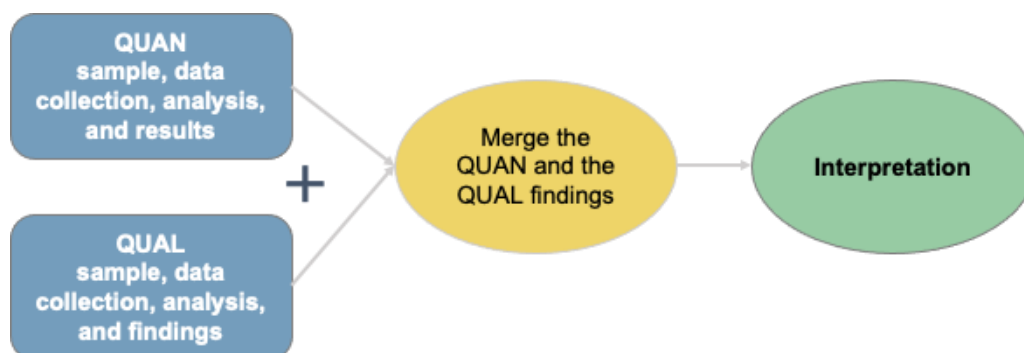 QUAN
sample, data
collection, analysis,
and results
+
QUAL
sample, data
collection, analysis,
and findings
Merge the
QUAN and the
QUAL findings
Interpretation